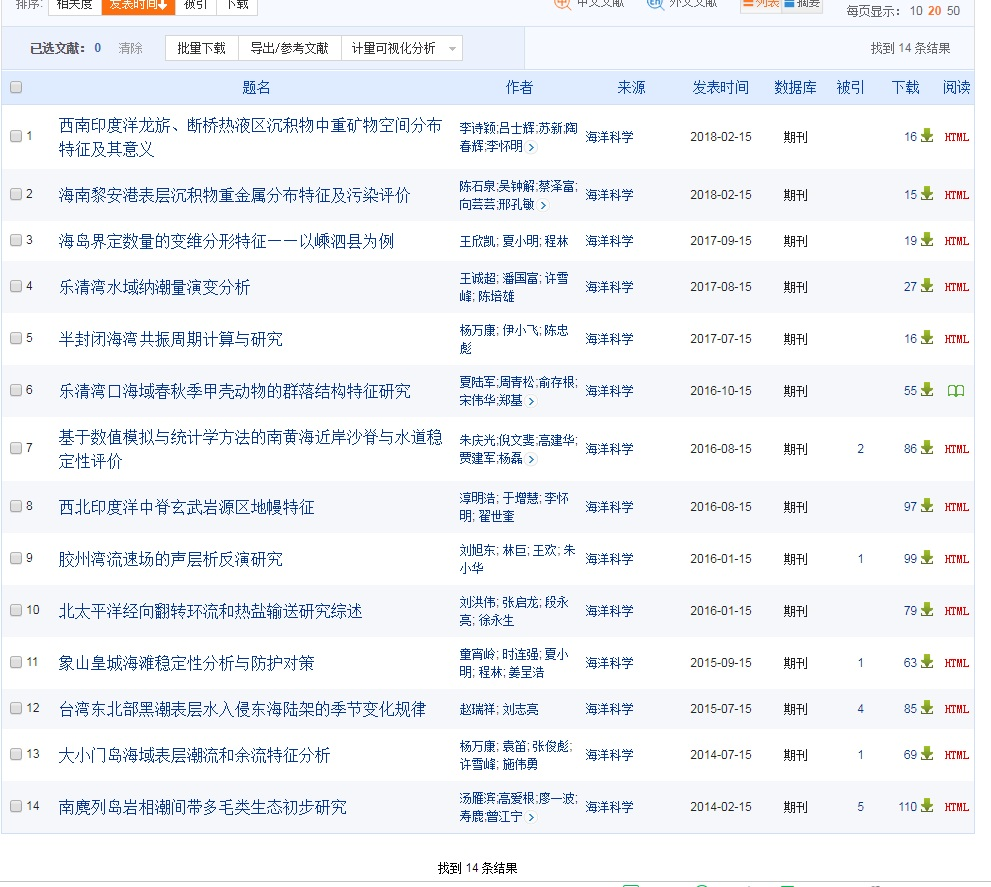 排序: 相关度 发表时间↓ 被引 下载 中文文献 外文文献 列表 摘要 每页显示: 10 20 50
已选文献: 0 清除 批量下载 导出/参考文献 计量可视化分析 找到 14 条结果
题名 作者 来源 发表时间 数据库 被引 下载 阅读
1 西南印度洋龙旂、断桥热液区沉积物中重矿物空间分布 李诗颖;吕士辉;苏新;陶 海洋科学 2018-02-15 期刊 16 HTML
特征及其意义 春辉;李怀明
2 海南黎安港表层沉积物重金属分布特征及污染评价 陈石泉;吴钟解;蔡泽富; 海洋科学 2018-02-15 期刊 15 HTML
向芸芸;邢孔敏
3 海岛界定数量的变维分形特征——以嵊泗县为例 王欣凯; 夏小明; 程林 海洋科学 2017-09-15 期刊 19 HTML
4 乐清湾水域纳潮量演变分析 王诚超; 潘国富; 许雪 海洋科学 2017-08-15 期刊 27 HTML
峰; 陈培雄
5 半封闭海湾共振周期计算与研究 杨万康; 伊小飞; 陈忠 海洋科学 2017-07-15 期刊 16 HTML
彪
6 乐清湾口海域春秋季甲壳动物的群落结构特征研究 夏陆军;周青松;俞存根; 海洋科学 2016-10-15 期刊 55
宋伟华;郑基
7 基于数值模拟与统计学方法的南黄海近岸沙脊与水道稳 朱庆光;倪文斐;高建华; 海洋科学 2016-08-15 期刊 2 86 HTML
定性评价 贾建军;杨磊
8 西北印度洋中脊玄武岩源区地幔特征 淳明浩; 于增慧; 李怀 海洋科学 2016-08-15 期刊 97 HTML
明; 翟世奎
9 胶州湾流速场的声层析反演研究 刘旭东; 林巨; 王欢; 朱 海洋科学 2016-01-15 期刊 1 99 HTML
小华
10 北太平洋经向翻转环流和热盐输送研究综述 刘洪伟; 张启龙; 段永 海洋科学 2016-01-15 期刊 79 HTML
亮; 徐永生
11 象山皇城海滩稳定性分析与防护对策 童宵岭; 时连强; 夏小 海洋科学 2015-09-15 期刊 1 63 HTML
明; 程林; 姜呈浩
12 台湾东北部黑潮表层水入侵东海陆架的季节变化规律 赵瑞祥; 刘志亮 海洋科学 2015-07-15 期刊 4 85 HTML
13 大小门岛海域表层潮流和余流特征分析 杨万康; 袁笛; 张俊彪; 海洋科学 2014-07-15 期刊 1 69 HTML
许雪峰; 施伟勇
14 南麂列岛岩相潮间带多毛类生态初步研究 汤雁滨;高爱根;廖一波; 海洋科学 2014-02-15 期刊 5 110 HTML
寿鹿;曾江宁
找到 14 条结果